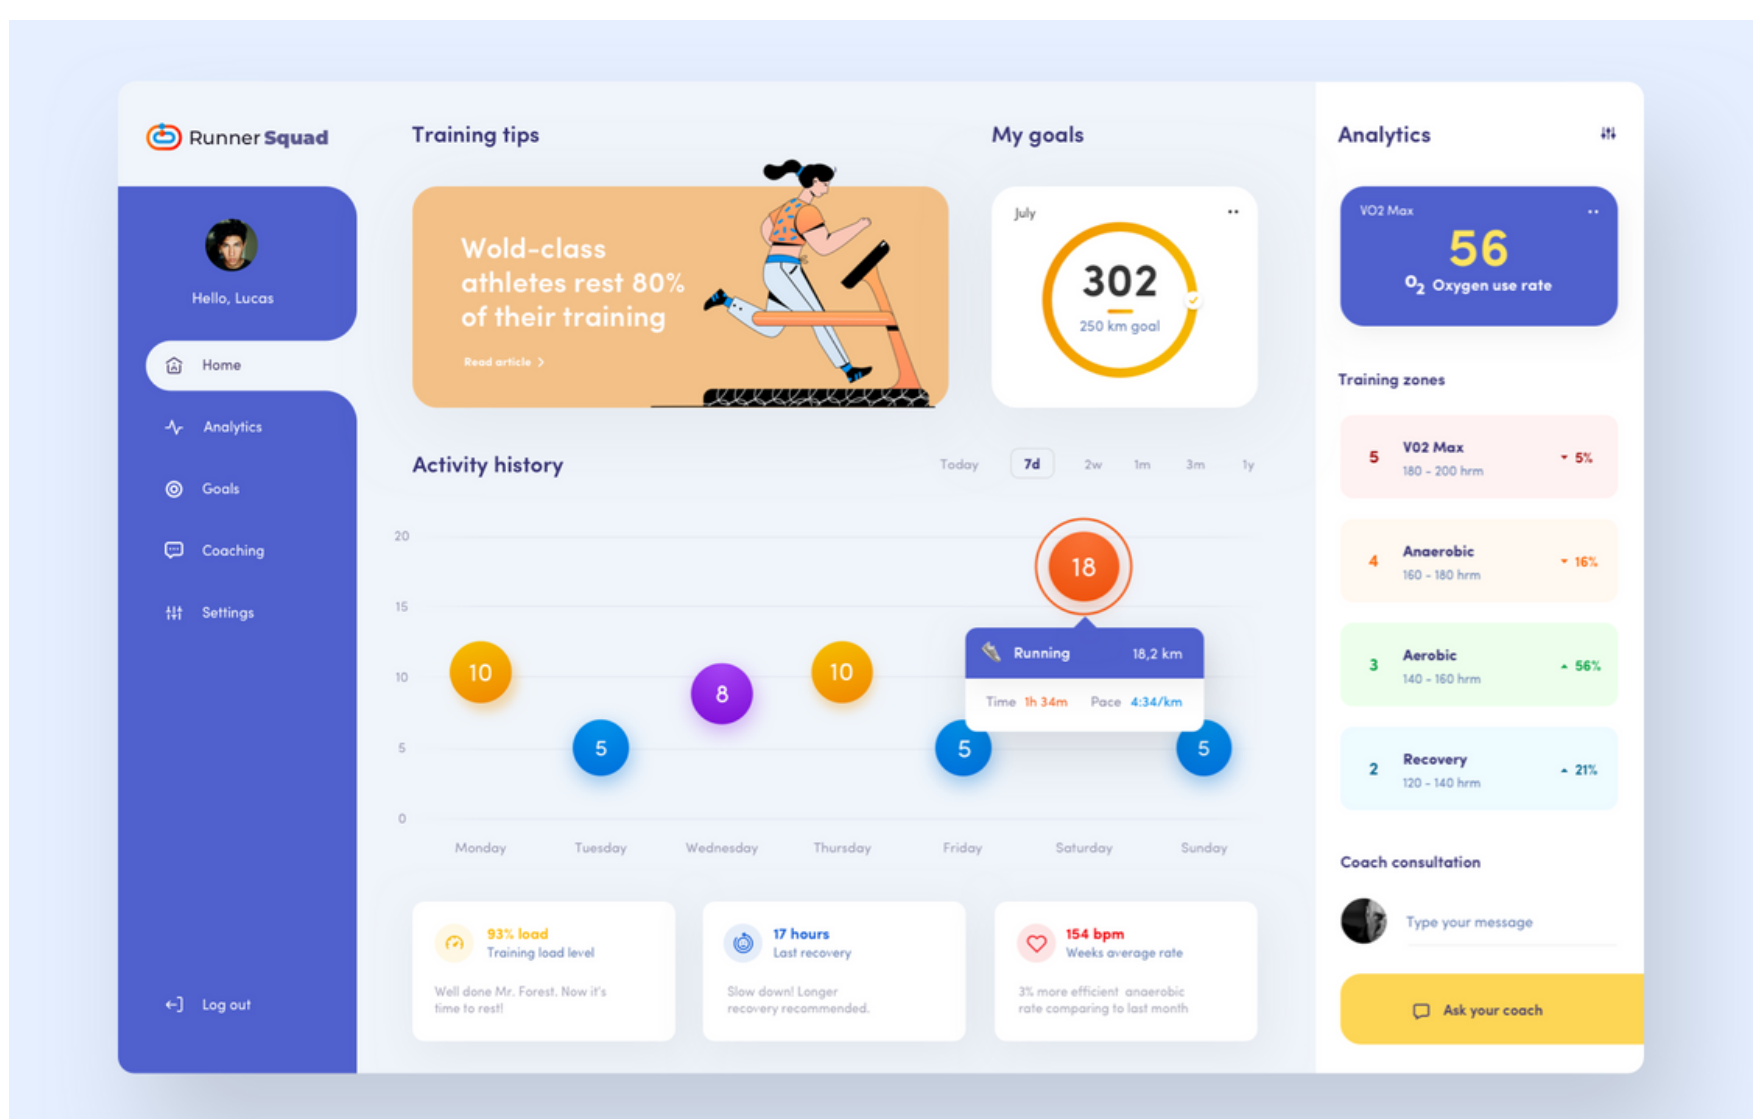 Runner Squad
Hello, Lucas
Home
Analytics
Goals
Coaching
Settings
Log out
Training tips
Wold-class
athletes rest 80%
of their training
Read article
My goals
July
302
250 km goal
Activity history
Today 7d 2w 1m 3m 1y
20
15
10
5
0
10
5
8
10
5
18
5
Running 18,2 km
Time 1h 34m Pace 4:34/km
Monday Tuesday Wednesday Thursday Friday Saturday Sunday
93% load
Training load level
Well done Mr. Forest. Now it's
time to rest!
17 hours
Last recovery
Slow down! Longer
recovery recommended.
154 bpm
Weeks average rate
3% more efficient anaerobic
rate comparing to last month
Analytics
VO2 Max
56
O2 Oxygen use rate
Training zones
5 V02 Max 5%
180 - 200 hrm
4 Anaerobic 16%
160 - 180 hrm
3 Aerobic 56%
140 - 160 hrm
2 Recovery 21%
120 - 140 hrm
Coach consultation
Type your message
Ask your coach